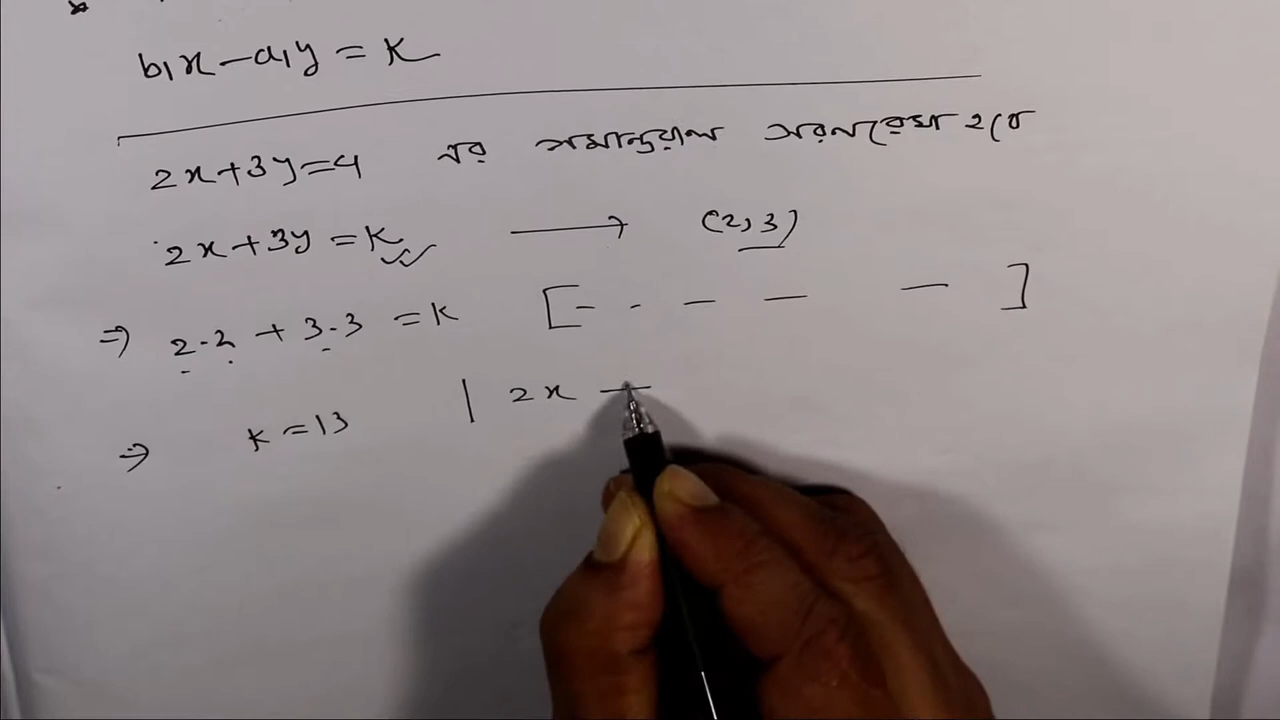 b₁x-a₁y=K
2x+3y=4 এর সমান্তরাল সরলরেখা হবে
2x+3y=K → (2,3)
⇒ 2.2+3.3=K [- - - - -]
⇒ K=13 | 2x